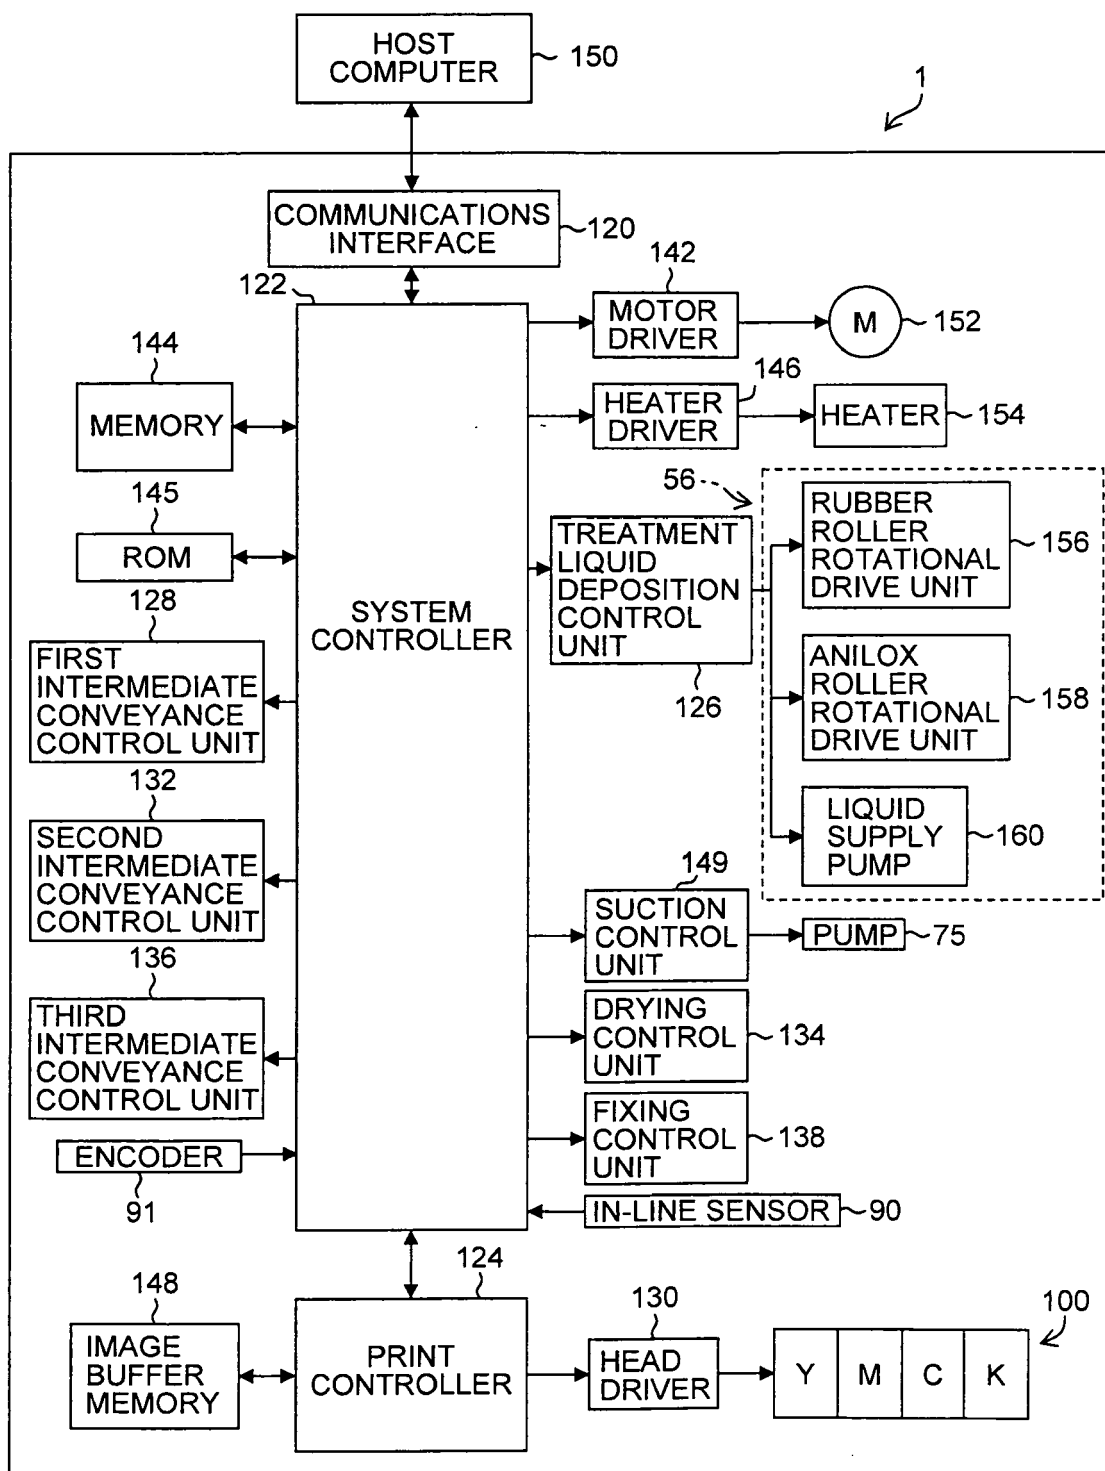 HOST
COMPUTER
150
1
COMMUNICATIONS
INTERFACE
120
122
142
MOTOR
DRIVER
M
152
144
MEMORY
146
HEATER
DRIVER
HEATER
154
145
ROM
56
TREATMENT
LIQUID
DEPOSITION
CONTROL
UNIT
126
RUBBER
ROLLER
ROTATIONAL
DRIVE UNIT
156
SYSTEM
CONTROLLER
128
FIRST
INTERMEDIATE
CONVEYANCE
CONTROL UNIT
ANILOX
ROLLER
ROTATIONAL
DRIVE UNIT
158
132
SECOND
INTERMEDIATE
CONVEYANCE
CONTROL UNIT
LIQUID
SUPPLY
PUMP
160
149
SUCTION
CONTROL
UNIT
PUMP
75
136
THIRD
INTERMEDIATE
CONVEYANCE
CONTROL UNIT
DRYING
CONTROL
UNIT
134
ENCODER
91
FIXING
CONTROL
UNIT
138
IN-LINE SENSOR
90
124
148
IMAGE
BUFFER
MEMORY
PRINT
CONTROLLER
130
HEAD
DRIVER
100
Y M C K